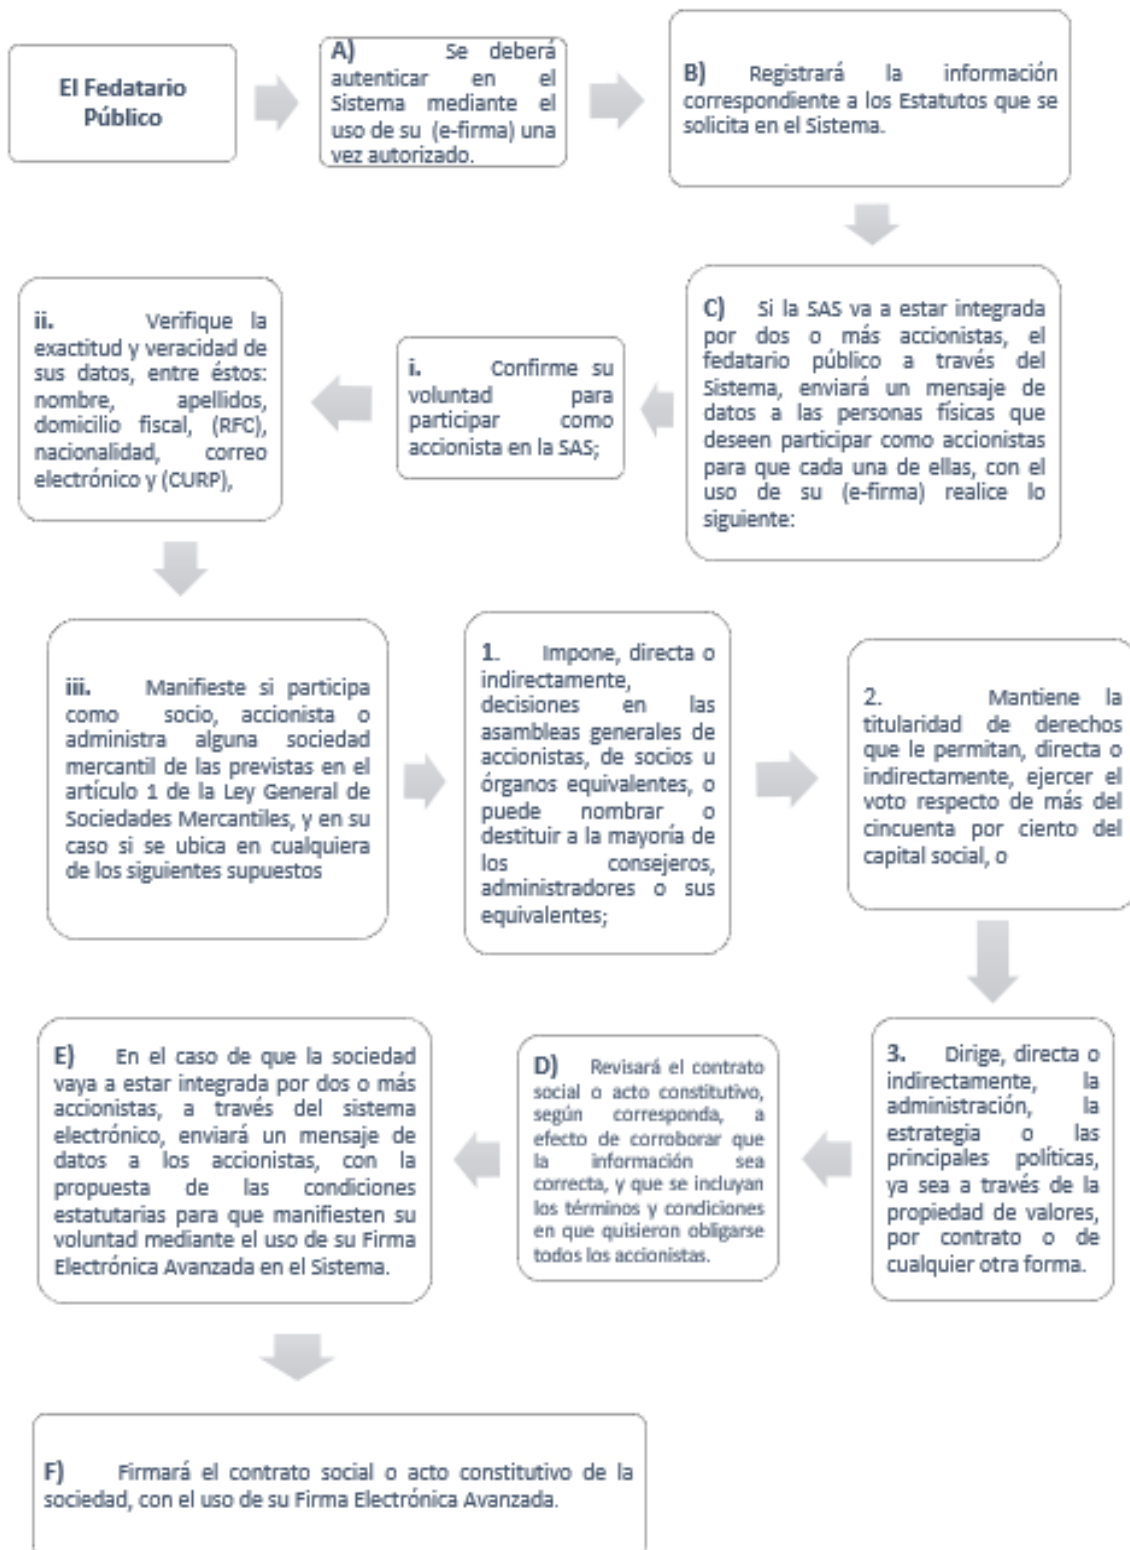 El Fedatario
Público
A) Se deberá
autenticar en el
Sistema mediante el
uso de su (e-firma) una
vez autorizado.
B) Registrará la información
correspondiente a los Estatutos que se
solicita en el Sistema.
C) Si la SAS va a estar integrada
por dos o más accionistas, el
fedatario público a través del
Sistema, enviará un mensaje de
datos a las personas físicas que
deseen participar como accionistas
para que cada una de ellas, con el
uso de su (e-firma) realice lo
siguiente:
i. Confirme su
voluntad para
participar como
accionista en la SAS;
ii. Verifique la
exactitud y veracidad de
sus datos, entre éstos:
nombre, apellidos,
domicilio fiscal, (RFC),
nacionalidad, correo
electrónico y (CURP),
iii. Manifieste si participa
como socio, accionista o
administra alguna sociedad
mercantil de las previstas en el
artículo 1 de la Ley General de
Sociedades Mercantiles, y en su
caso si se ubica en cualquiera
de los siguientes supuestos
1. Impone, directa o
indirectamente,
decisiones en las
asambleas generales de
accionistas, de socios u
órganos equivalentes, o
puede nombrar o
destituir a la mayoría de
los consejeros,
administradores o sus
equivalentes;
2. Mantiene la
titularidad de derechos
que le permitan, directa o
indirectamente, ejercer el
voto respecto de más del
cincuenta por ciento del
capital social, o
3. Dirige, directa o
indirectamente, la
administración, la
estrategia o las
principales políticas,
ya sea a través de la
propiedad de valores,
por contrato o de
cualquier otra forma.
D) Revisará el contrato
social o acto constitutivo,
según corresponda, a
efecto de corroborar que
la información sea
correcta, y que se incluyan
los términos y condiciones
en que quisieron obligarse
todos los accionistas.
E) En el caso de que la sociedad
vaya a estar integrada por dos o más
accionistas, a través del sistema
electrónico, enviará un mensaje de
datos a los accionistas, con la
propuesta de las condiciones
estatutarias para que manifiesten su
voluntad mediante el uso de su Firma
Electrónica Avanzada en el Sistema.
F) Firmará el contrato social o acto constitutivo de la
sociedad, con el uso de su Firma Electrónica Avanzada.